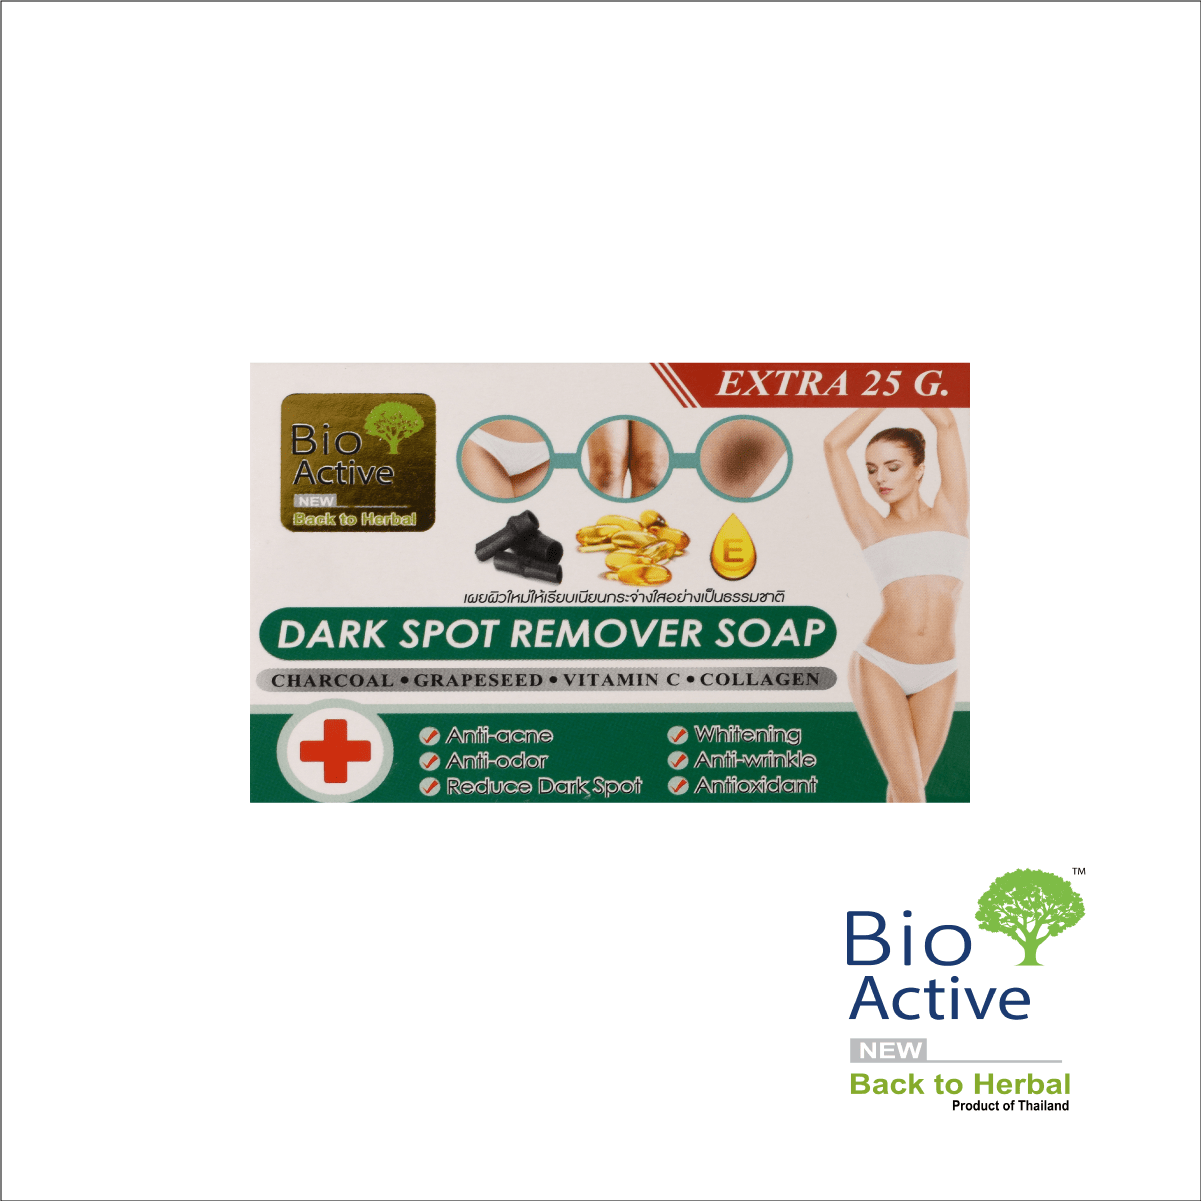 EXTRA 25 G.
Bio
Active
NEW
Back to Herbal
E
เผยผิวใหม่ให้เรียบเนียนกระจ่างใสอย่างเป็นธรรมชาติ
DARK SPOT REMOVER SOAP
CHARCOAL • GRAPESEED • VITAMIN C • COLLAGEN
Anti-acne
Anti-odor
Reduce Dark Spot
Whitening
Anti-wrinkle
Antioxidant
Bio
TM
Active
NEW
Back to Herbal
Product of Thailand